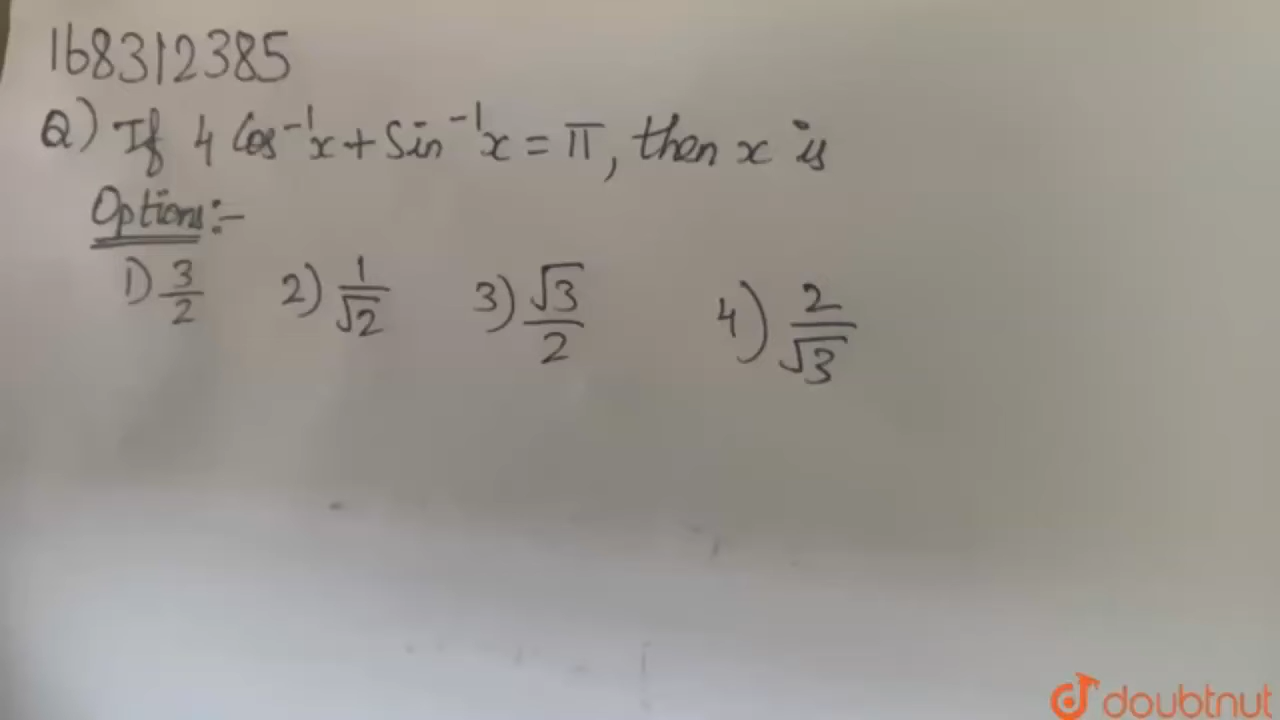 168312385
Q) If 4 Cos⁻¹x + Sin⁻¹x = π, then x is
Options:-
1) 3/2 2) 1/√2 3) √3/2 4) 2/√3
doubtnut